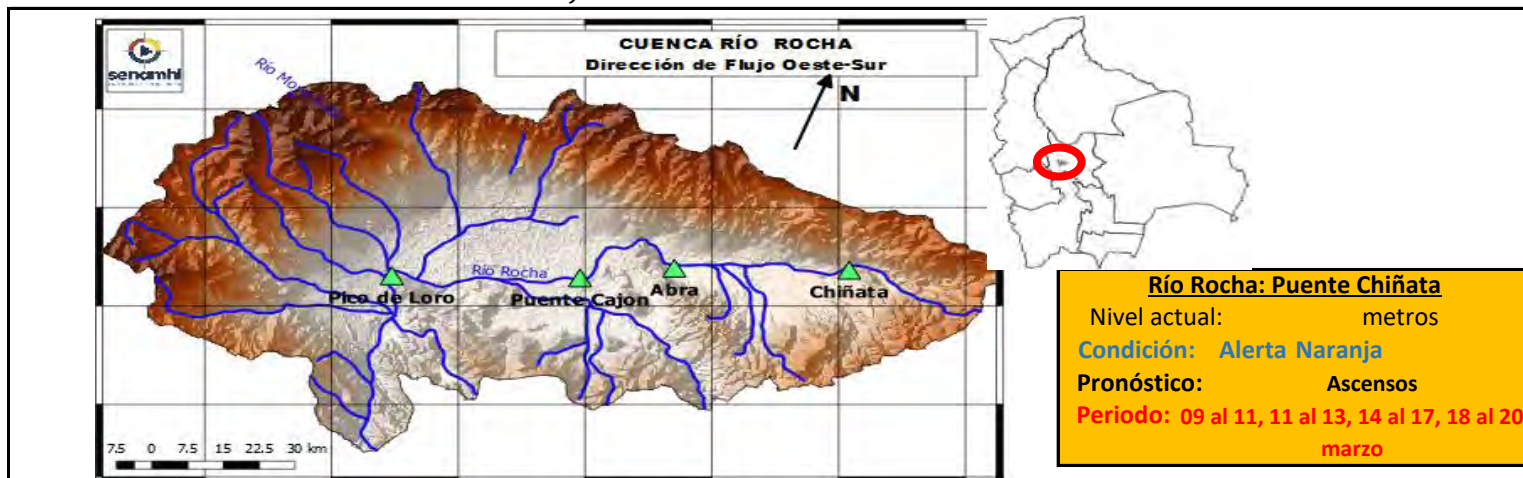 senamhi
CUENCA RÍO ROCHA
Dirección de Flujo Oeste-Sur
N
Río Rocha
Pico de Loro
Puente Cajon
Abra
Chiñata
7.5 0 7.5 15 22.5 30 km
Río Rocha: Puente Chiñata
Nivel actual: metros
Condición: Alerta Naranja
Pronóstico: Ascensos
Periodo: 09 al 11, 11 al 13, 14 al 17, 18 al 20
marzo